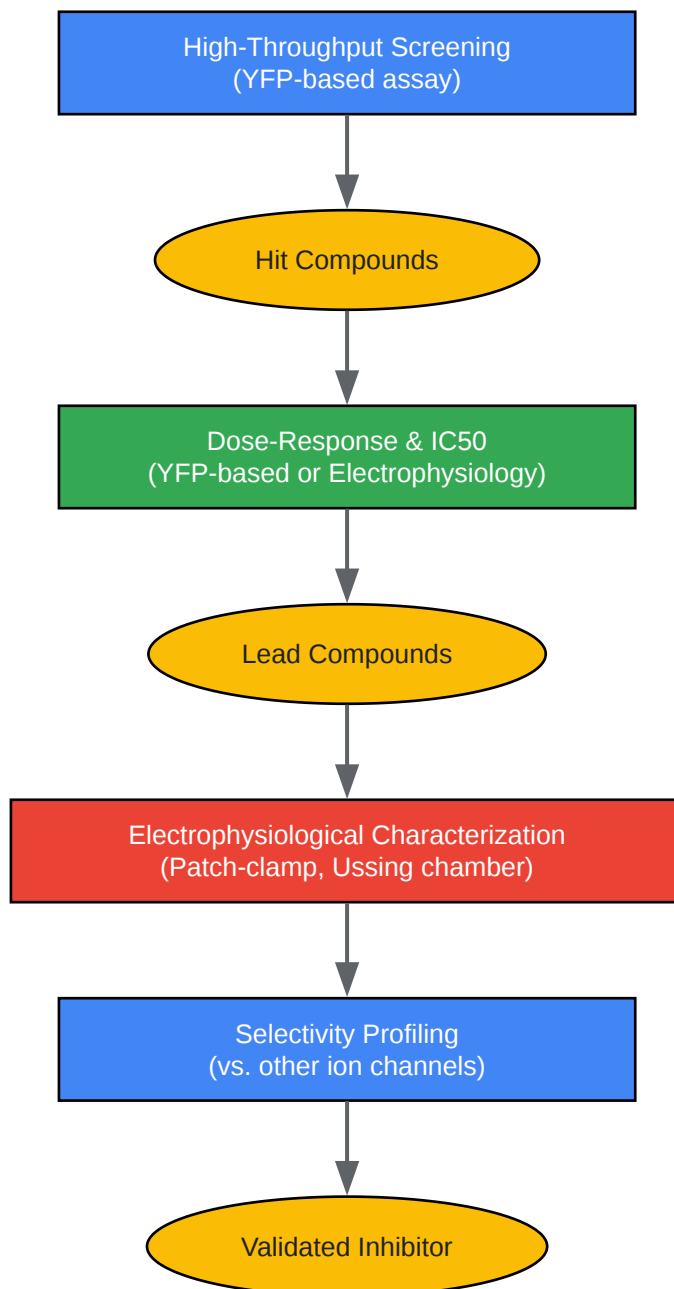 High-Throughput Screening
(YFP-based assay)
Hit Compounds
Dose-Response & IC50
(YFP-based or Electrophysiology)
Lead Compounds
Electrophysiological Characterization
(Patch-clamp, Ussing chamber)
Selectivity Profiling
(vs. other ion channels)
Validated Inhibitor